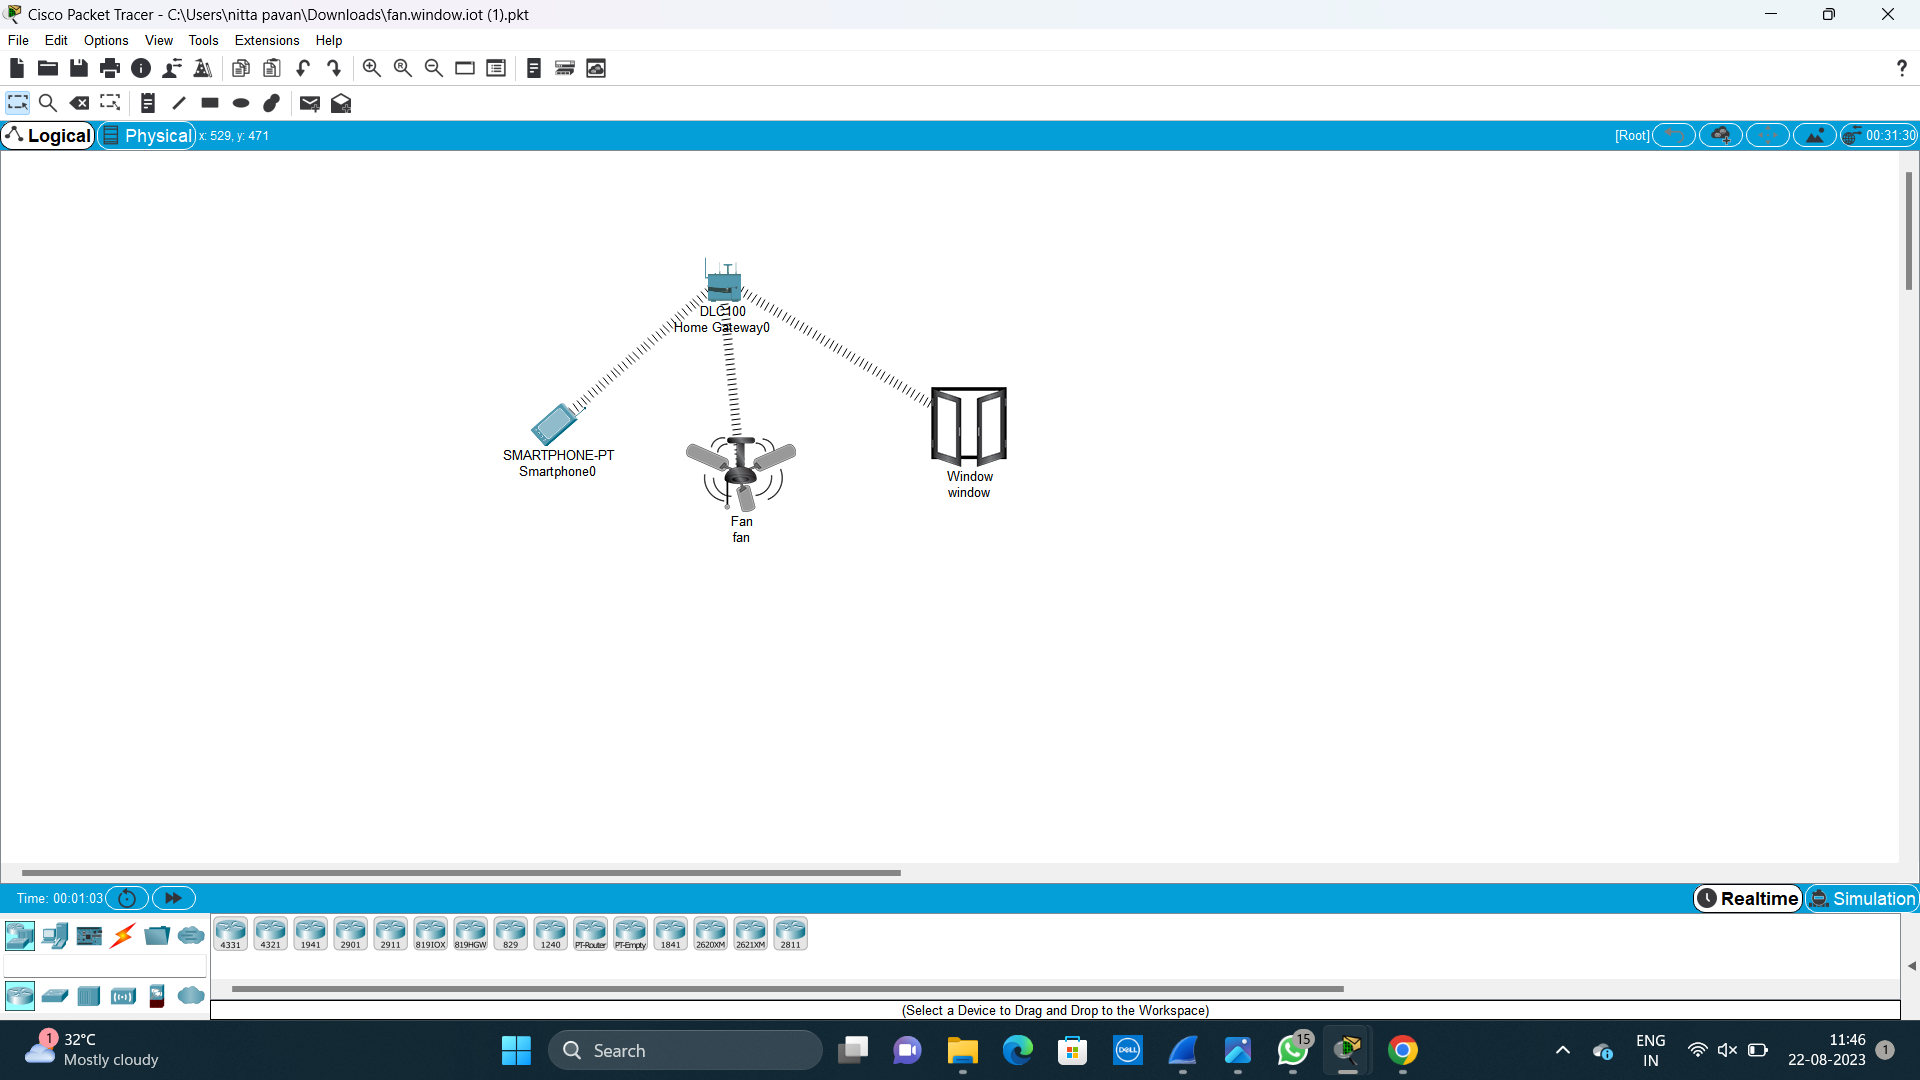 Cisco Packet Tracer - C:\Users\nitta pavan\Downloads\fan.window.iot (1).pkt
File Edit Options View Tools Extensions Help
?
Logical Physical x: 529, y: 471 [Root] 00:31:30
DLC100
Home Gateway0
SMARTPHONE-PT
Smartphone0
Window
window
Fan
fan
Time: 00:01:03 Realtime Simulation
4331 4321 1941 2901 2911 819IOX 819HGW 829 1240 PT-Router PT-Empty 1841 2620XM 2621XM 2811
(Select a Device to Drag and Drop to the Workspace)
1 32°C
Mostly cloudy
Search
DELL
15
ENG
IN
11:46
22-08-2023
1